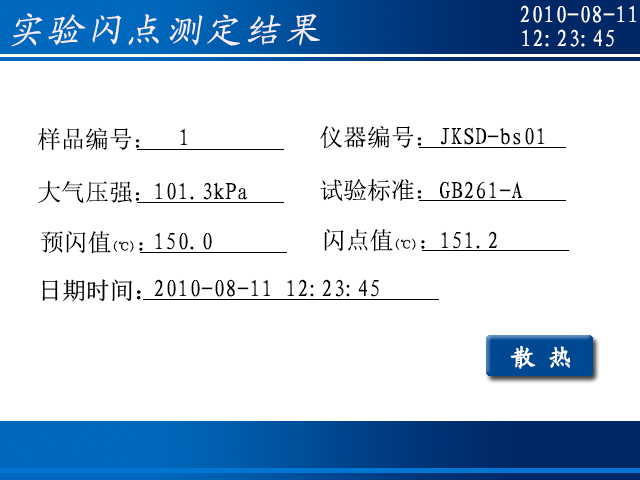 实验闪点测定结果
2010-08-11
12:23:45
样品编号: 1 仪器编号: JKSD-bs01
大气压强: 101.3kPa 试验标准: GB261-A
预闪值(℃): 150.0 闪点值(℃): 151.2
日期时间: 2010-08-11 12:23:45
散热